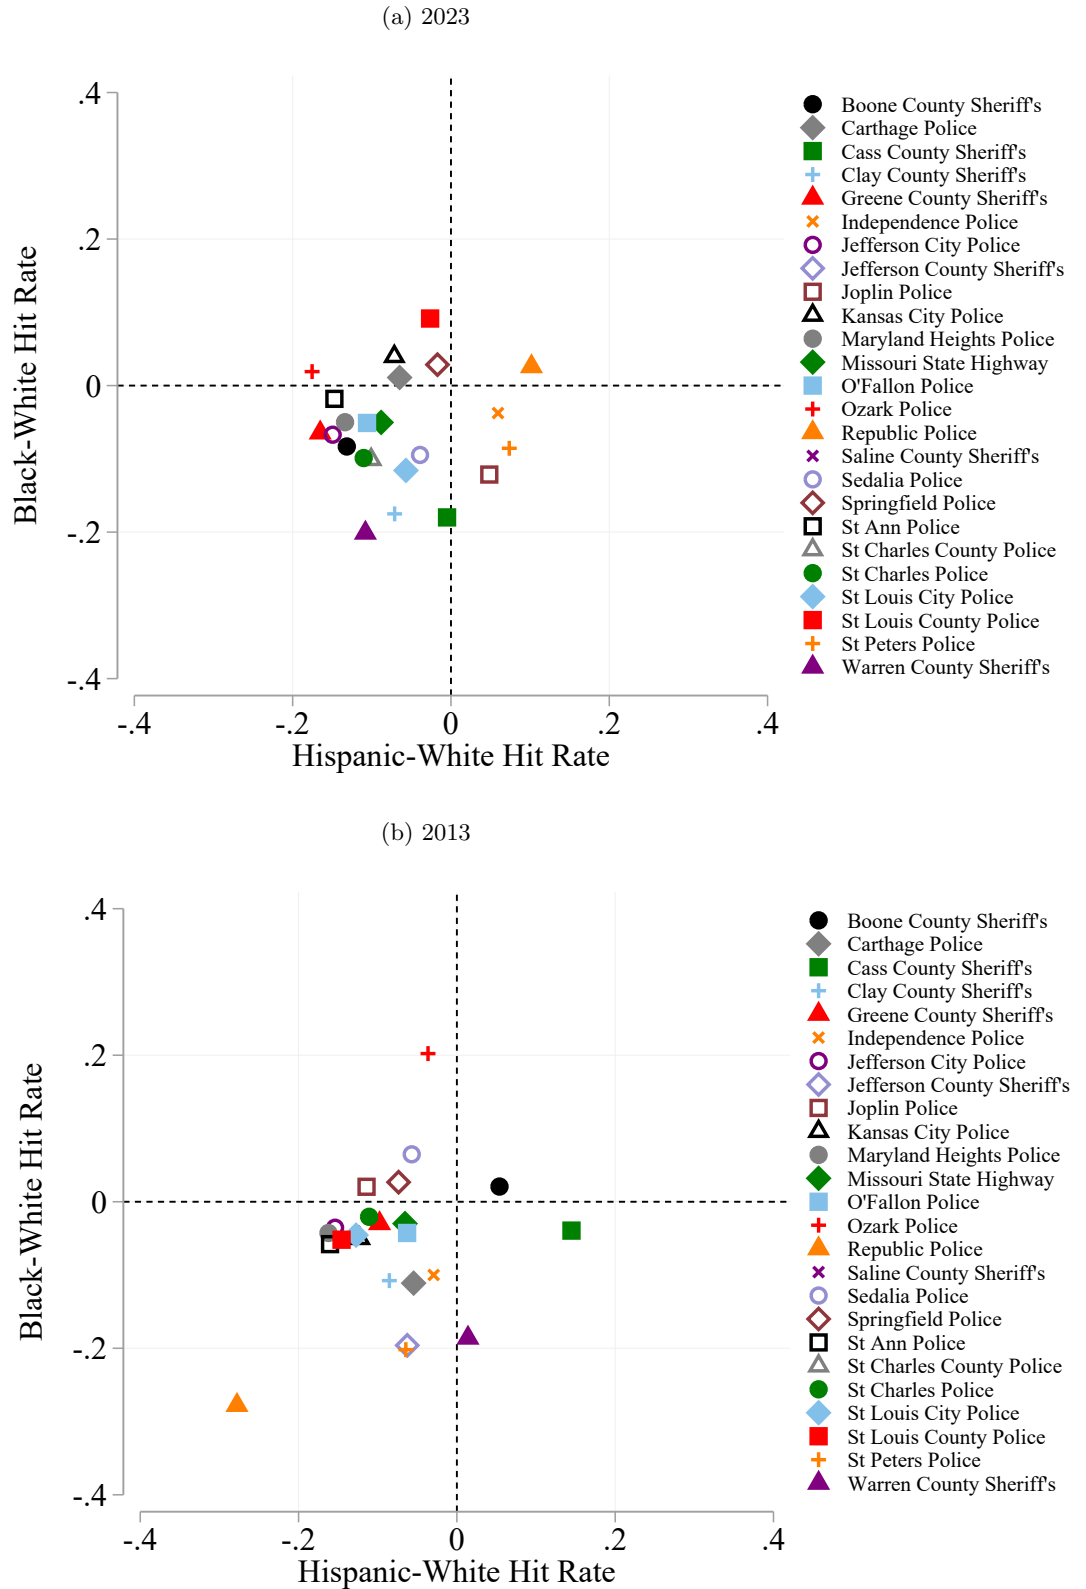 (a) 2023
.4
.2
0
-.2
-.4
Black-White Hit Rate
-.4
-.2
0
.2
.4
Hispanic-White Hit Rate
Boone County Sheriff's
Carthage Police
Cass County Sheriff's
Clay County Sheriff's
Greene County Sheriff's
Independence Police
Jefferson City Police
Jefferson County Sheriff's
Joplin Police
Kansas City Police
Maryland Heights Police
Missouri State Highway
O'Fallon Police
Ozark Police
Republic Police
Saline County Sheriff's
Sedalia Police
Springfield Police
St Ann Police
St Charles County Police
St Charles Police
St Louis City Police
St Louis County Police
St Peters Police
Warren County Sheriff's
(b) 2013
.4
.2
0
-.2
-.4
Black-White Hit Rate
-.4
-.2
0
.2
.4
Hispanic-White Hit Rate
Boone County Sheriff's
Carthage Police
Cass County Sheriff's
Clay County Sheriff's
Greene County Sheriff's
Independence Police
Jefferson City Police
Jefferson County Sheriff's
Joplin Police
Kansas City Police
Maryland Heights Police
Missouri State Highway
O'Fallon Police
Ozark Police
Republic Police
Saline County Sheriff's
Sedalia Police
Springfield Police
St Ann Police
St Charles County Police
St Charles Police
St Louis City Police
St Louis County Police
St Peters Police
Warren County Sheriff's